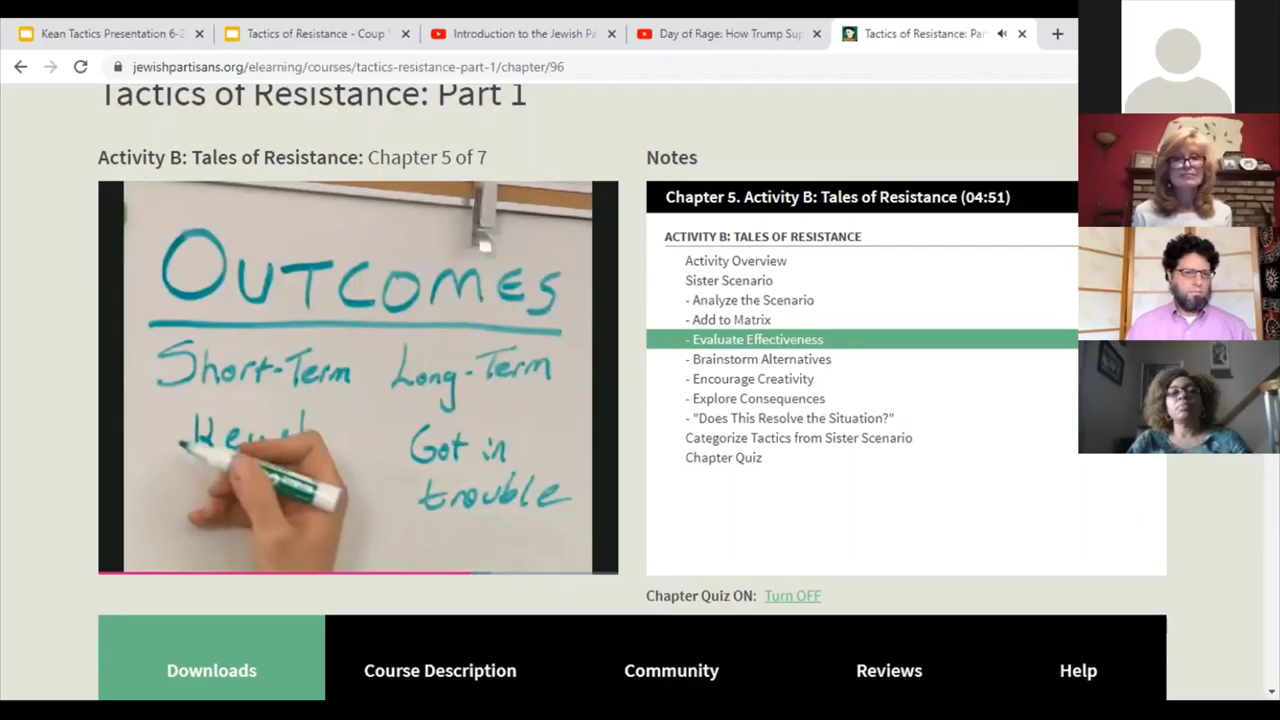 Kean Tactics Presentation 6-2
Tactics of Resistance - Coup
Introduction to the Jewish Pa
Day of Rage: How Trump Sup
Tactics of Resistance: Par
jewishpartisans.org/elearning/courses/tactics-resistance-part-1/chapter/96
Tactics of Resistance: Part 1
Activity B: Tales of Resistance: Chapter 5 of 7
OUTCOMES
Short-Term
Long-Term
Got in
trouble
Notes
Chapter 5. Activity B: Tales of Resistance (04:51)
ACTIVITY B: TALES OF RESISTANCE
Activity Overview
Sister Scenario
- Analyze the Scenario
- Add to Matrix
- Evaluate Effectiveness
- Brainstorm Alternatives
- Encourage Creativity
- Explore Consequences
- "Does This Resolve the Situation?"
Categorize Tactics from Sister Scenario
Chapter Quiz
Chapter Quiz ON: Turn OFF
Downloads
Course Description
Community
Reviews
Help